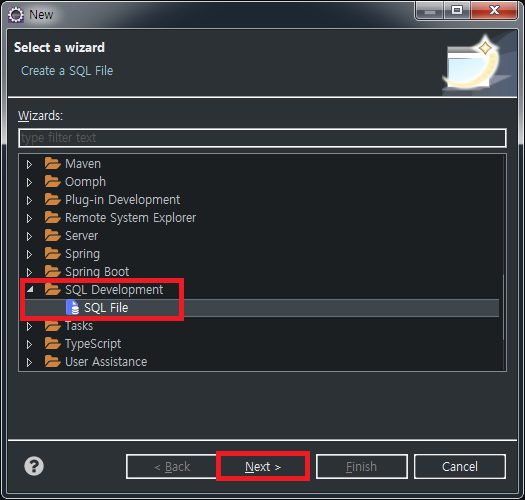 New
Select a wizard
Create a SQL File
Wizards:
type filter text
Maven
Oomph
Plug-in Development
Remote System Explorer
Server
Spring
Spring Boot
SQL Development
SQL File
Tasks
TypeScript
User Assistance
?
< Back Next > Finish Cancel